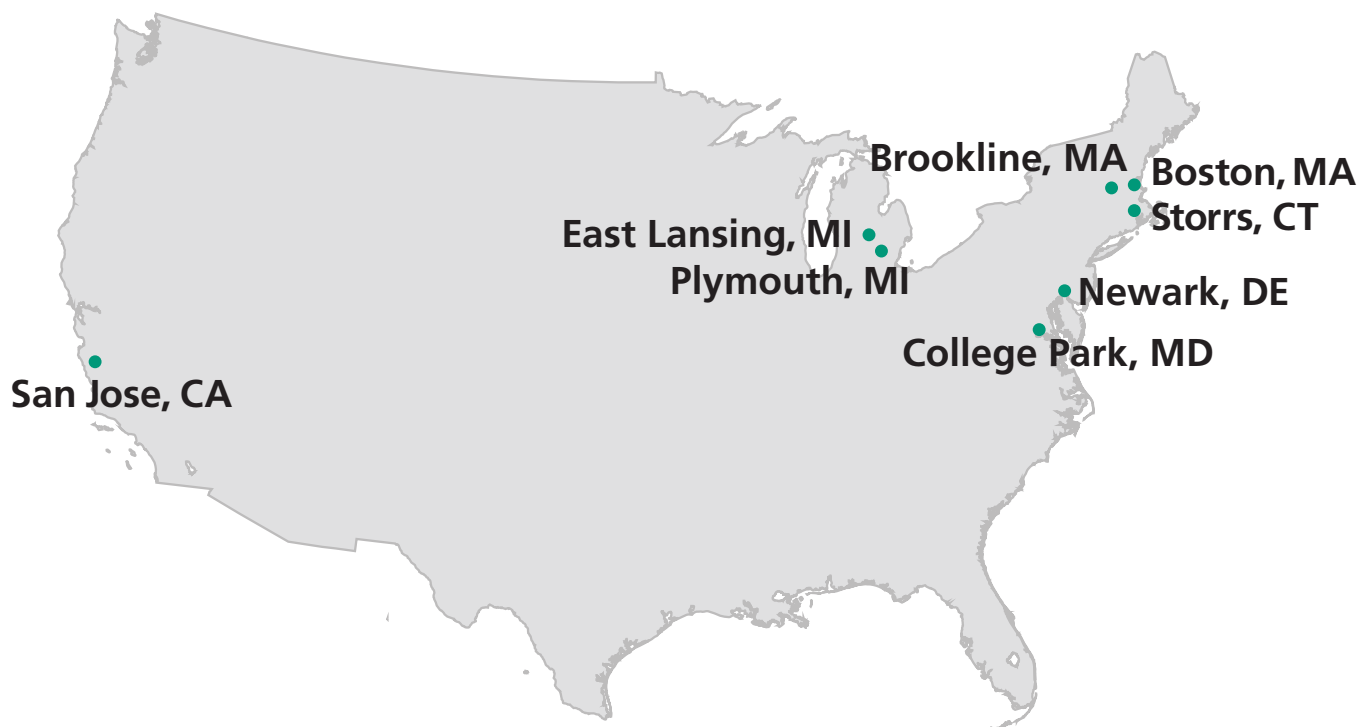 Brookline, MA
Boston, MA
Storrs, CT
East Lansing, MI
Plymouth, MI
Newark, DE
College Park, MD
San Jose, CA